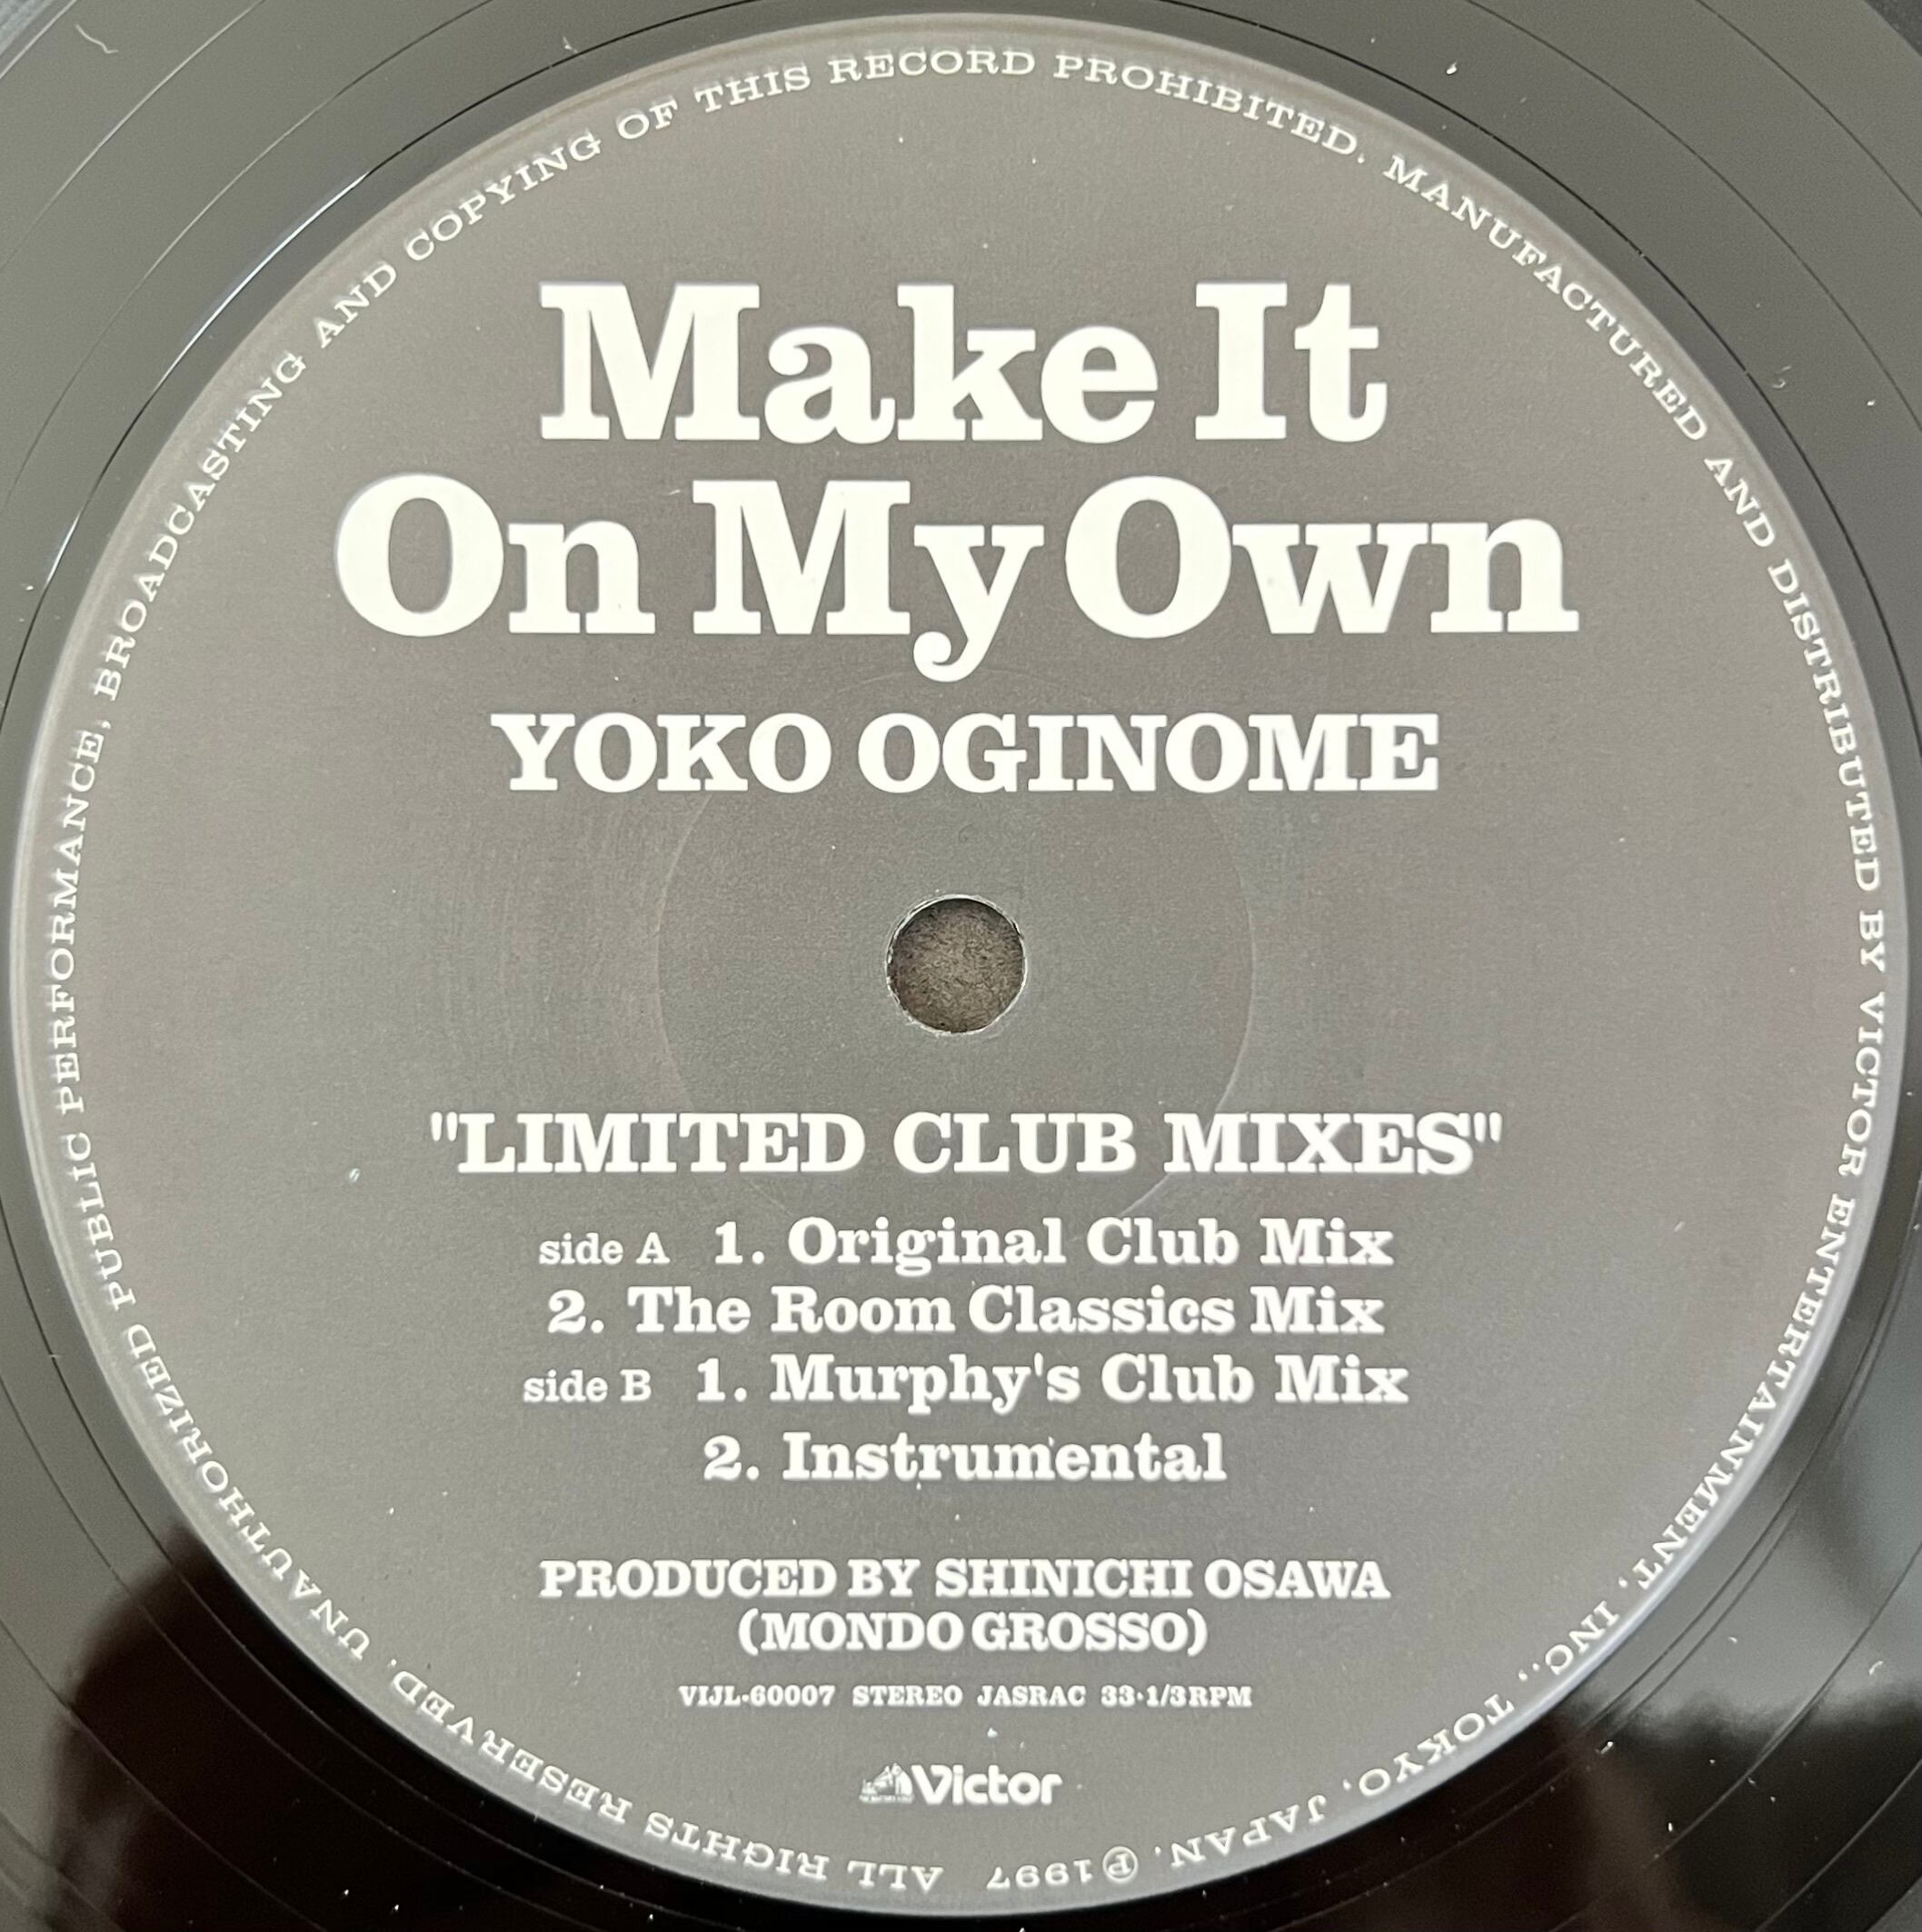 Make It
On My Own
YOKO OGINOME
"LIMITED CLUB MIXES"
side A 1. Original Club Mix
2. The Room Classics Mix
side B 1. Murphy's Club Mix
2. Instrumental
PRODUCED BY SHINICHI OSAWA
(MONDO GROSSO)
VIJL-60007 STEREO JASRAC 33·1/3RPM
Victor
ALL RIGHTS RESERVED. UNAUTHORIZED PUBLIC PERFORMANCE, BROADCASTING AND COPYING OF THIS RECORD PROHIBITED. MANUFACTURED AND DISTRIBUTED BY VICTOR ENTERTAINMENT, INC., TOKYO, JAPAN. ℗1997